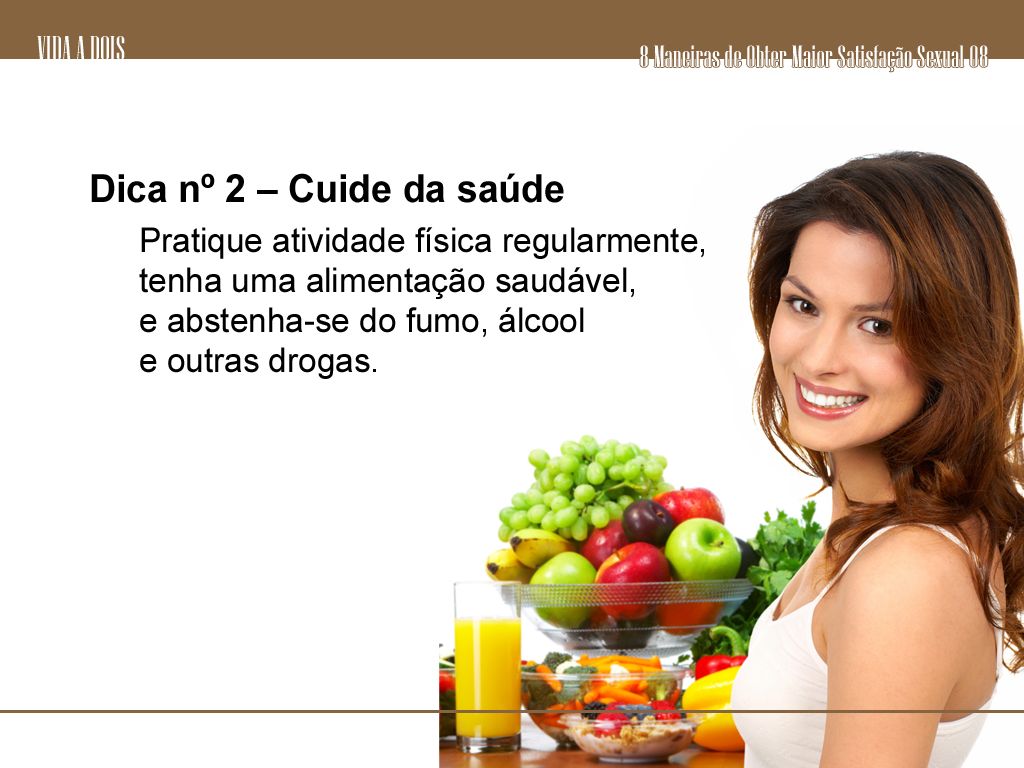 VIDA A DOIS
8 Maneiras de Obter Maior Satisfação Sexual 08
Dica nº 2 – Cuide da saúde
Pratique atividade física regularmente,
tenha uma alimentação saudável,
e abstenha-se do fumo, álcool
e outras drogas.